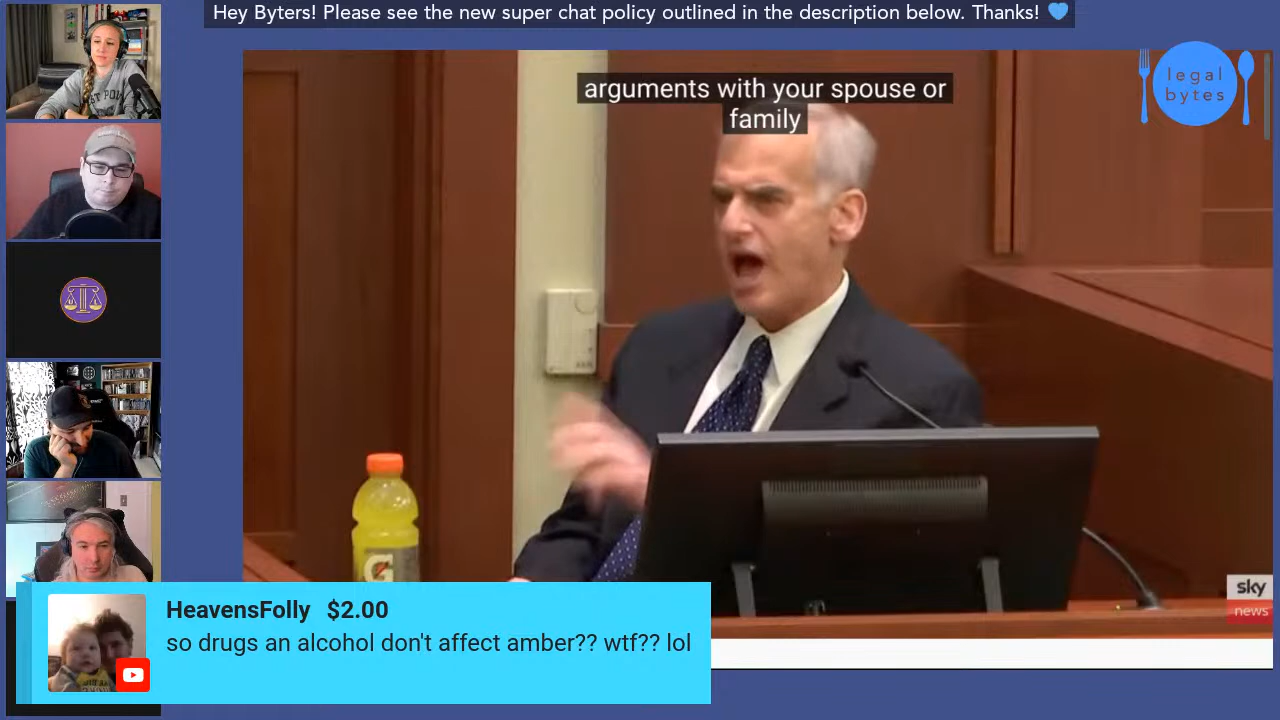 Hey Byters! Please see the new super chat policy outlined in the description below. Thanks! 💙
legal
bytes
arguments with your spouse or
family
G
sky
news
HeavensFolly $2.00
so drugs an alcohol don't affect amber?? wtf?? lol